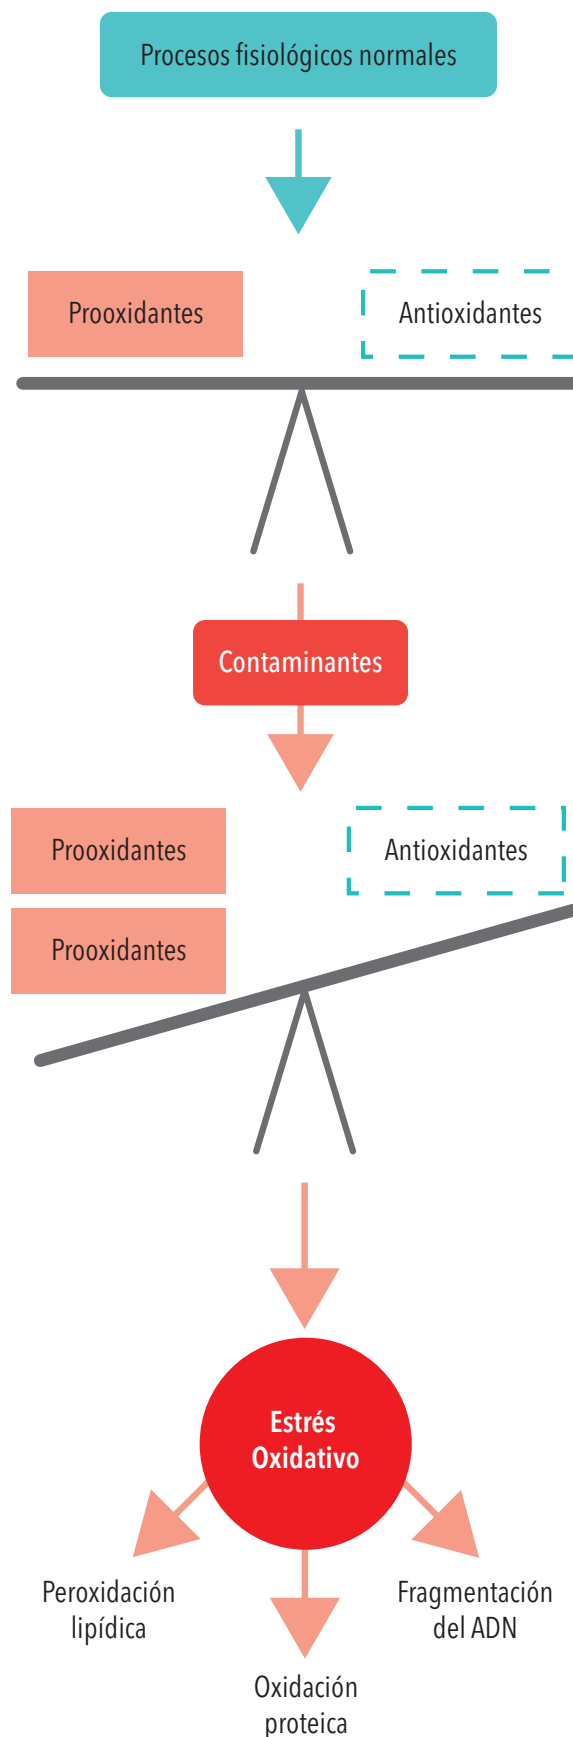 Procesos fisiológicos normales
Prooxidantes
Antioxidantes
Contaminantes
Prooxidantes
Antioxidantes
Prooxidantes
Estrés
Oxidativo
Peroxidación
lipídica
Fragmentación
del ADN
Oxidación
proteica